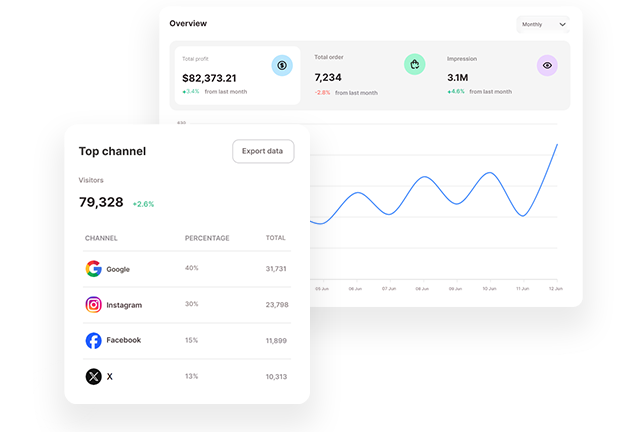 Overview
Monthly
Total profit
$82,373.21
+3.4% from last month
Total order
7,234
-2.8% from last month
Impression
3.1M
+4.6% from last month
Top channel
Export data
Visitors
79,328 +2.6%
CHANNEL PERCENTAGE TOTAL
Google 40% 31,731
Instagram 30% 23,798
Facebook 15% 11,899
X 13% 10,313
05 Jun 06 Jun 07 Jun 08 Jun 09 Jun 10 Jun 11 Jun 12 Jun